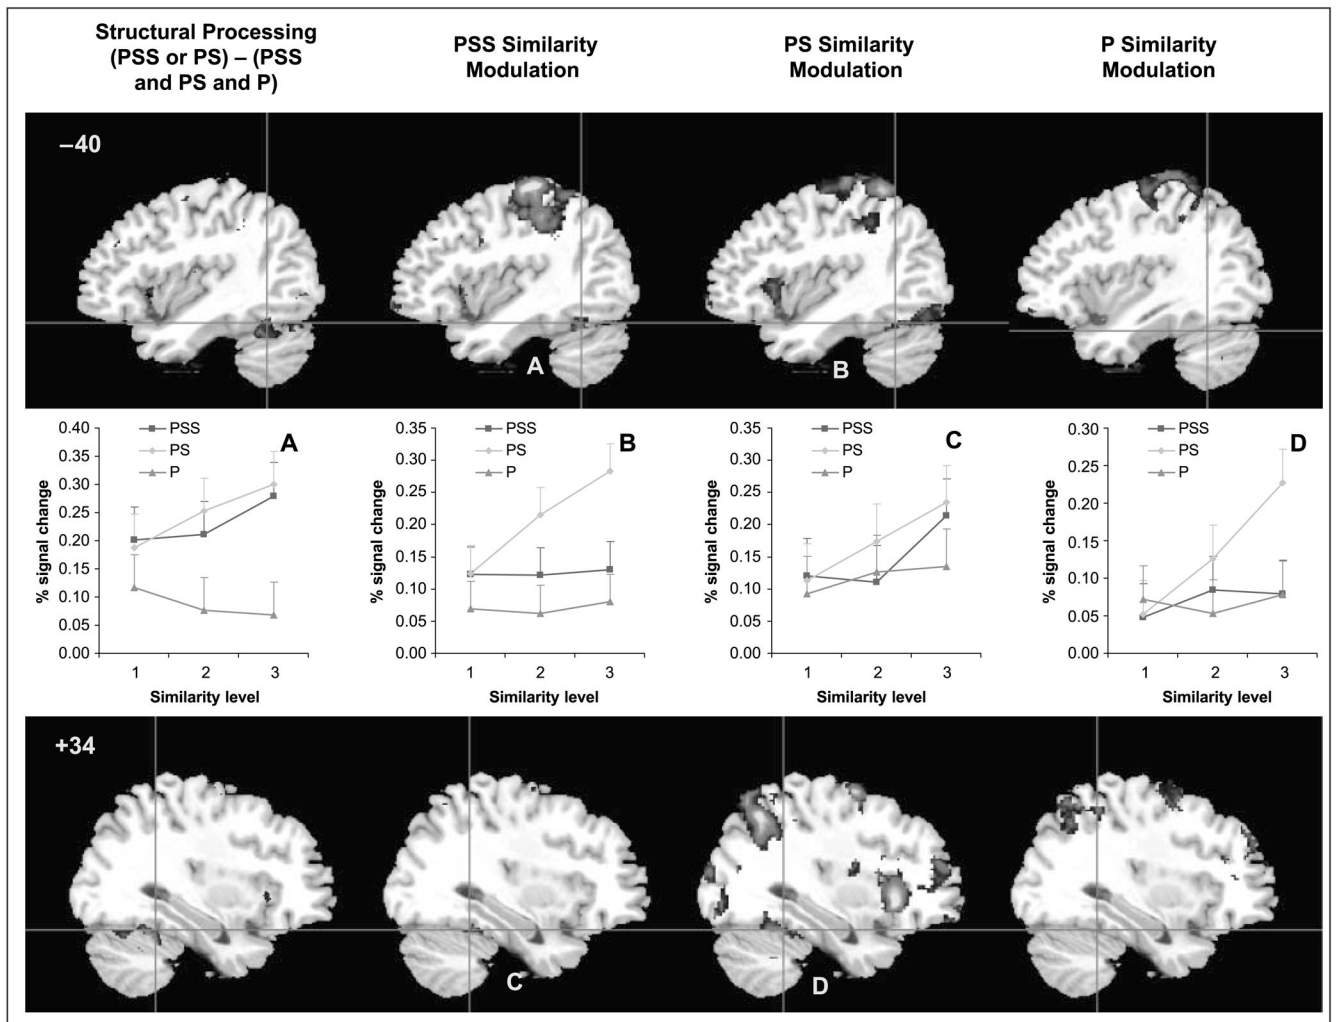 Structural Processing
(PSS or PS) – (PSS
and PS and P)
PSS Similarity
Modulation
PS Similarity
Modulation
P Similarity
Modulation
–40
A
B
0.40
0.35
0.30
0.25
0.20
0.15
0.10
0.05
0.00
% signal change
PSS
PS
P
A
1 2 3
Similarity level
0.35
0.30
0.25
0.20
0.15
0.10
0.05
0.00
% signal change
PSS
PS
P
B
1 2 3
Similarity level
0.35
0.30
0.25
0.20
0.15
0.10
0.05
0.00
% signal change
PSS
PS
P
C
1 2 3
Similarity level
0.30
0.25
0.20
0.15
0.10
0.05
0.00
% signal change
PSS
PS
P
D
1 2 3
Similarity level
+34
C
D